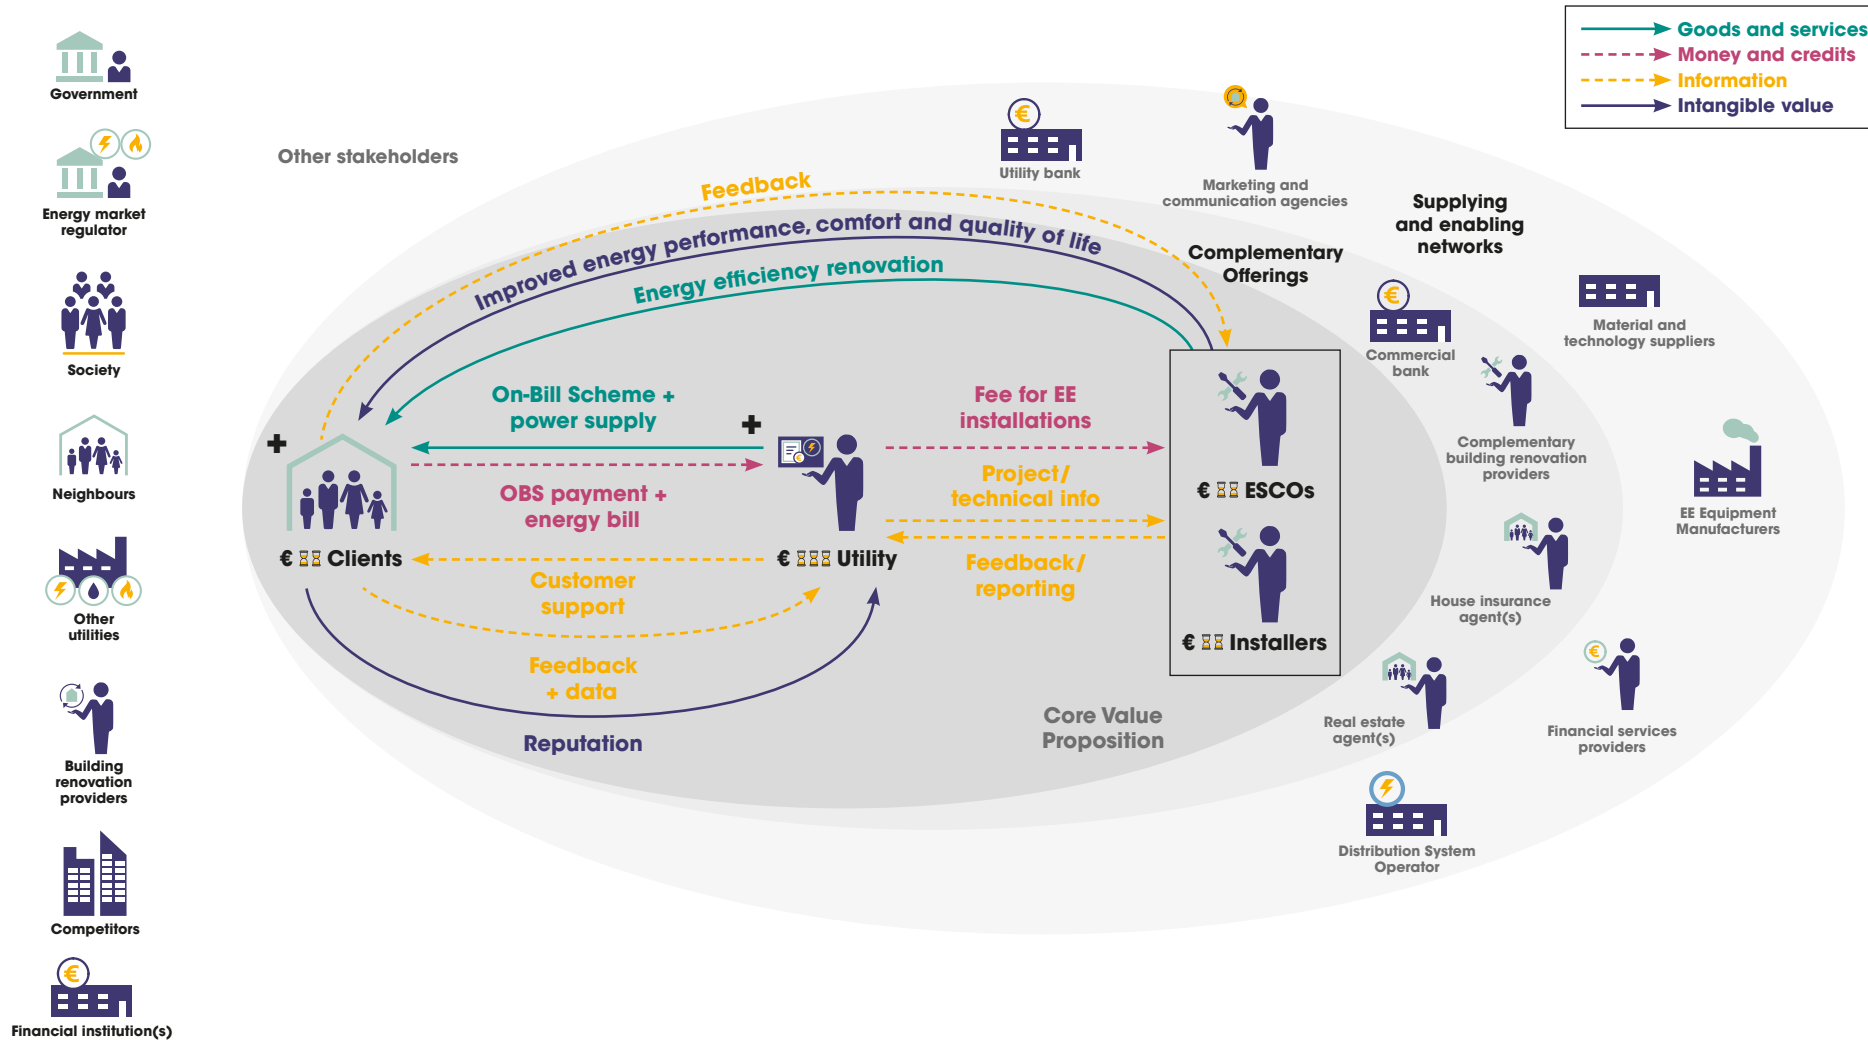 Government
Energy market
regulator
Society
Neighbours
Other
utilities
Building
renovation
providers
Competitors
Financial institution(s)
Other stakeholders
Goods and services
Money and credits
Information
Intangible value
Utility bank
Marketing and
communication agencies
Supplying
and enabling
networks
Complementary
Offerings
Material and
technology suppliers
Commercial
bank
Complementary
building renovation
providers
EE Equipment
Manufacturers
House insurance
agent(s)
Real estate
agent(s)
Financial services
providers
Distribution System
Operator
Feedback
Improved energy performance, comfort and quality of life
Energy efficiency renovation
On-Bill Scheme +
power supply
OBS payment +
energy bill
Fee for EE
installations
Project/
technical info
Feedback/
reporting
€ ⌛⌛ Clients
€ ⌛⌛⌛ Utility
€ ⌛⌛ ESCOs
€ ⌛⌛ Installers
Customer
support
Feedback
+ data
Reputation
Core Value
Proposition